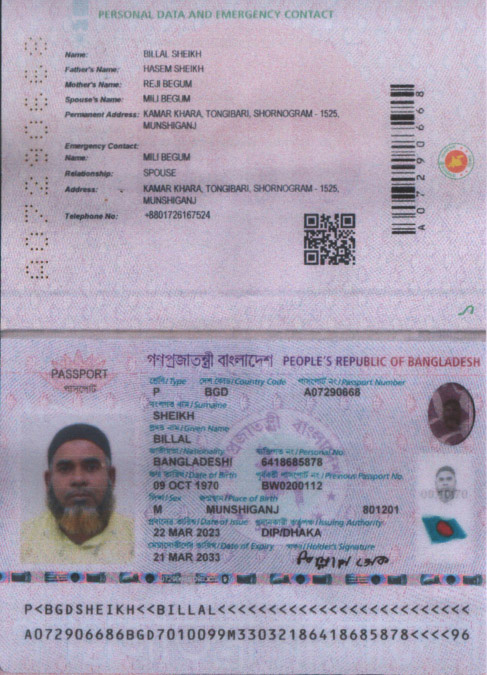 PERSONAL DATA AND EMERGENCY CONTACT
Name: BILLAL SHEIKH
Father's Name: HASEM SHEIKH
Mother's Name: REJI BEGUM
Spouse's Name: MILI BEGUM
Permanent Address: KAMAR KHARA, TONGIBARI, SHORNOGRAM - 1525,
MUNSHIGANJ
Emergency Contact:
Name: MILI BEGUM
Relationship: SPOUSE
Address: KAMAR KHARA, TONGIBARI, SHORNOGRAM - 1525,
MUNSHIGANJ
Telephone No: +8801726167524
A07290668
গণপ্রজাতন্ত্রী বাংলাদেশ PEOPLE'S REPUBLIC OF BANGLADESH
PASSPORT
পাসপোর্ট
শ্রেণী/Type দেশ কোড/Country Code পাসপোর্ট নং/Passport Number
P BGD A07290668
বংশগত নাম/Surname
SHEIKH
প্রদত্ত নাম/Given Name
BILLAL
জাতীয়তা/Nationality ব্যক্তিগত নং/Personal No.
BANGLADESHI 6418685878
জন্ম তারিখ/Date of Birth পূর্ববর্তী পাসপোর্ট নং/Previous Passport No.
09 OCT 1970 BW0200112
লিঙ্গ/Sex জন্মস্থান/Place of Birth
M MUNSHIGANJ 801201
প্রদানের তারিখ/Date of Issue প্রদানকারী কর্তৃপক্ষ/Issuing Authority
22 MAR 2023 DIP/DHAKA
মেয়াদোত্তীর্ণের তারিখ/Date of Expiry স্বাক্ষর/Holder's Signature
21 MAR 2033
P<BGDSHEIKH<<BILLAL<<<<<<<<<<<<<<<<<<<<<<<<<
A072906686BGD7010099M33032186418685878<<<<96